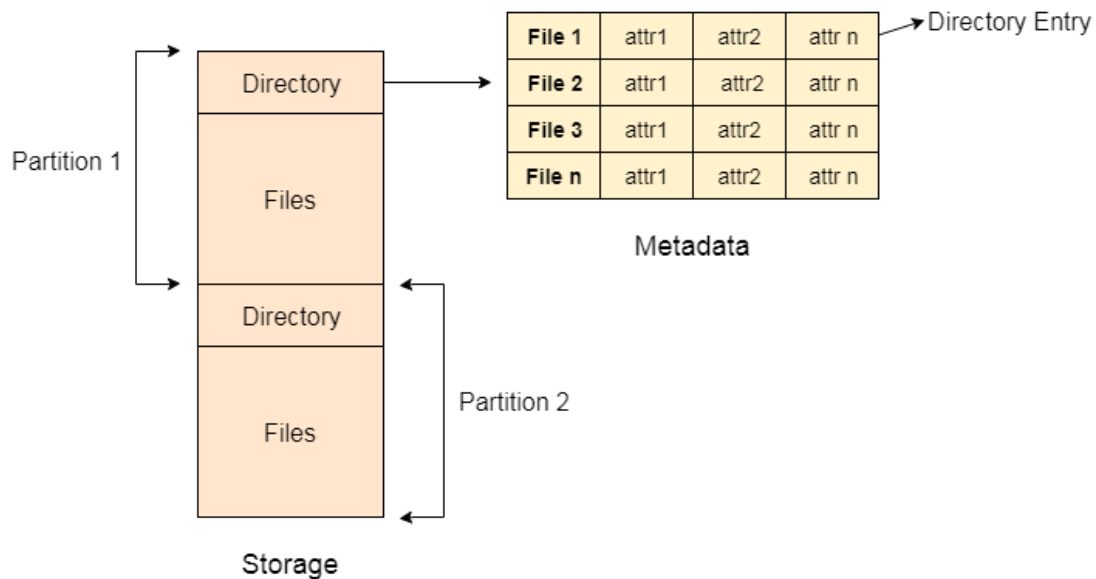 File 1 attr1 attr2 attr n Directory Entry
Directory File 2 attr1 attr2 attr n
File 3 attr1 attr2 attr n
Partition 1
File n attr1 attr2 attr n
Files
Metadada
Directory
Partition 2
Files
Storage